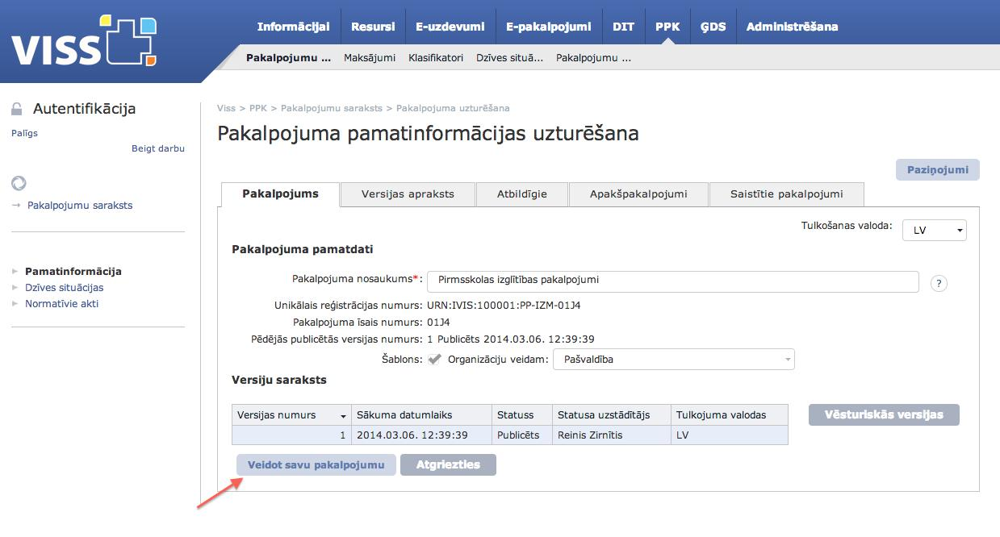 VISS
Informācijai Resursi E-uzdevumi E-pakalpojumi DIT PPK ĢDS Administrēšana
Pakalpojumu ... Maksājumi Klasifikatori Dzīves situā... Pakalpojumu ...
Autentifikācija
Palīgs
Beigt darbu
Pakalpojumu saraksts
Pamatinformācija
Dzīves situācijas
Normatīvie akti
Viss > PPK > Pakalpojumu saraksts > Pakalpojuma uzturēšana
Pakalpojuma pamatinformācijas uzturēšana
Paziņojumi
Pakalpojums Versijas apraksts Atbildīgie Apakšpakalpojumi Saistītie pakalpojumi
Tulkošanas valoda: LV
Pakalpojuma pamatdati
Pakalpojuma nosaukums*: Pirmsskolas izglītības pakalpojumi ?
Unikālais reģistrācijas numurs: URN:IVIS:100001:PP-IZM-01J4
Pakalpojuma īsais numurs: 01J4
Pēdējās publicētās versijas numurs: 1 Publicēts 2014.03.06. 12:39:39
Šablons: Organizāciju veidam: Pašvaldība
Versiju saraksts
Versijas numurs Sākuma datumlaiks Statuss Statusa uzstādītājs Tulkojuma valodas
1 2014.03.06. 12:39:39 Publicēts Reinis Zirnītis LV
Vēsturiskās versijas
Veidot savu pakalpojumu Atgriezties